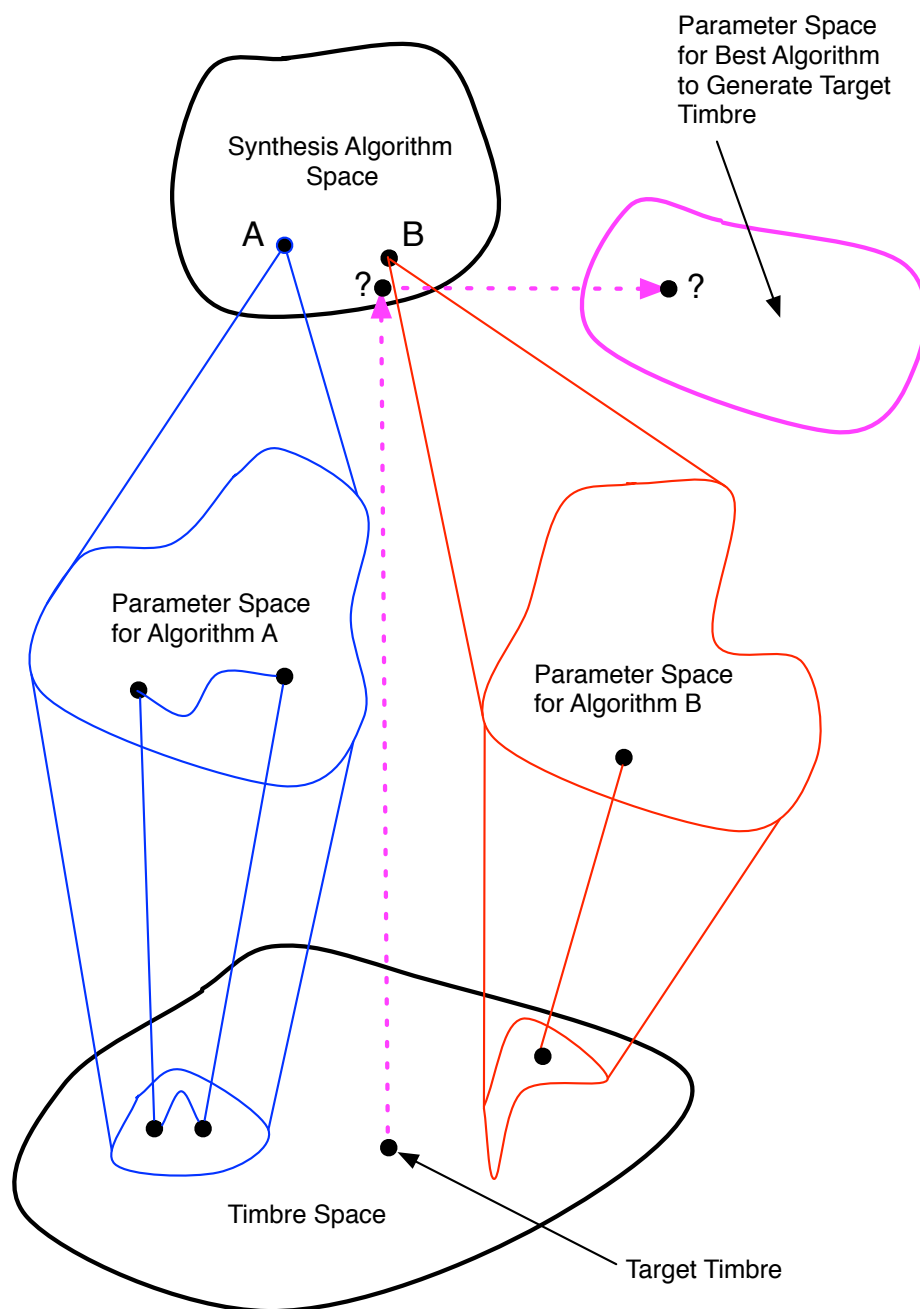 Parameter Space
for Best Algorithm
to Generate Target
Timbre
Synthesis Algorithm
Space
A
B
?
?
Parameter Space
for Algorithm A
Parameter Space
for Algorithm B
Timbre Space
Target Timbre